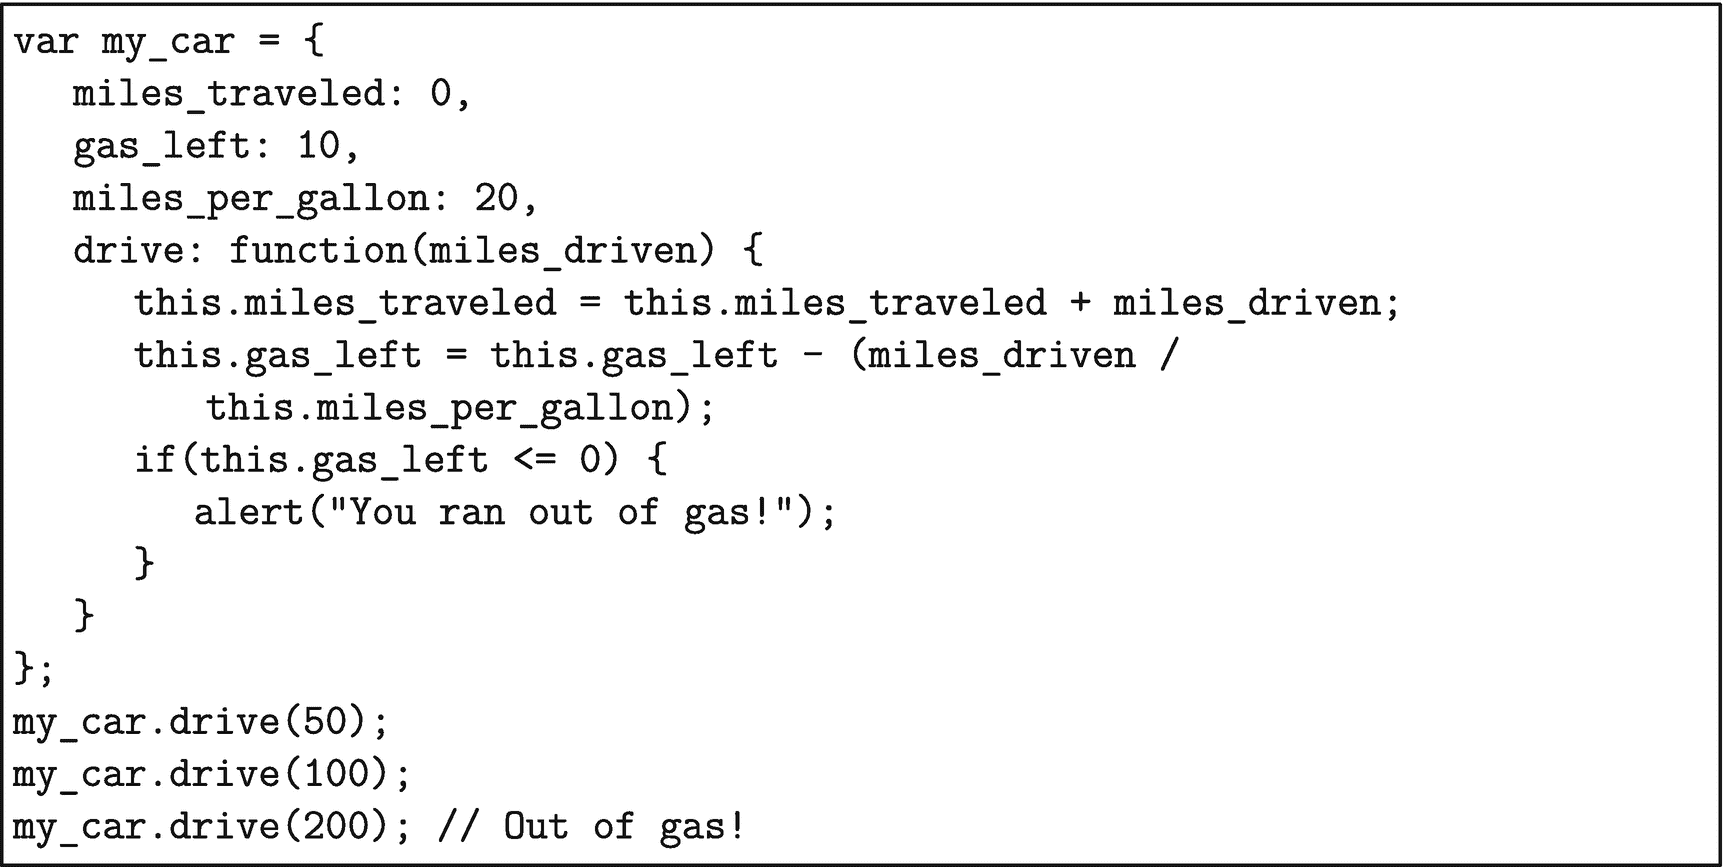 var my_car = {
   miles_traveled: 0,
   gas_left: 10,
   miles_per_gallon: 20,
   drive: function(miles_driven) {
      this.miles_traveled = this.miles_traveled + miles_driven;
      this.gas_left = this.gas_left - (miles_driven /
         this.miles_per_gallon);
      if(this.gas_left <= 0) {
         alert("You ran out of gas!");
      }
   }
};
my_car.drive(50);
my_car.drive(100);
my_car.drive(200); // Out of gas!